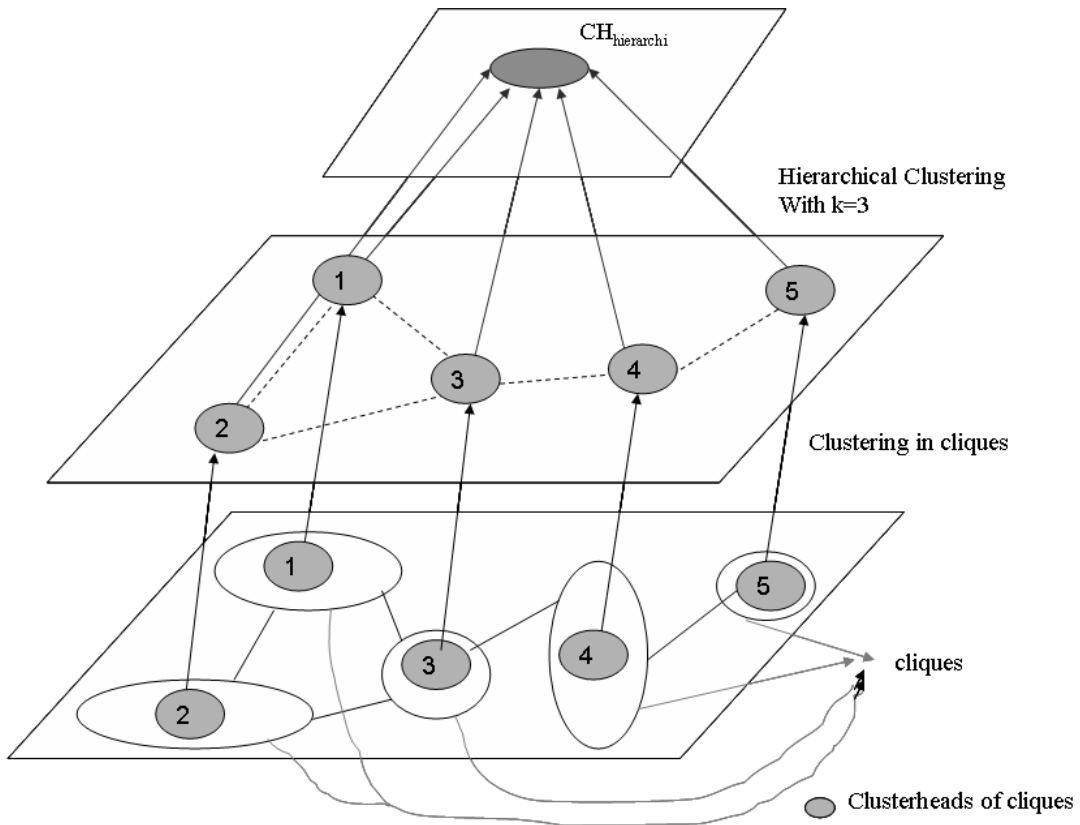 CHhierarchi
Hierarchical Clustering
With k=3
1
5
3
4
2
Clustering in cliques
1
5
3
4
cliques
2
Clusterheads of cliques